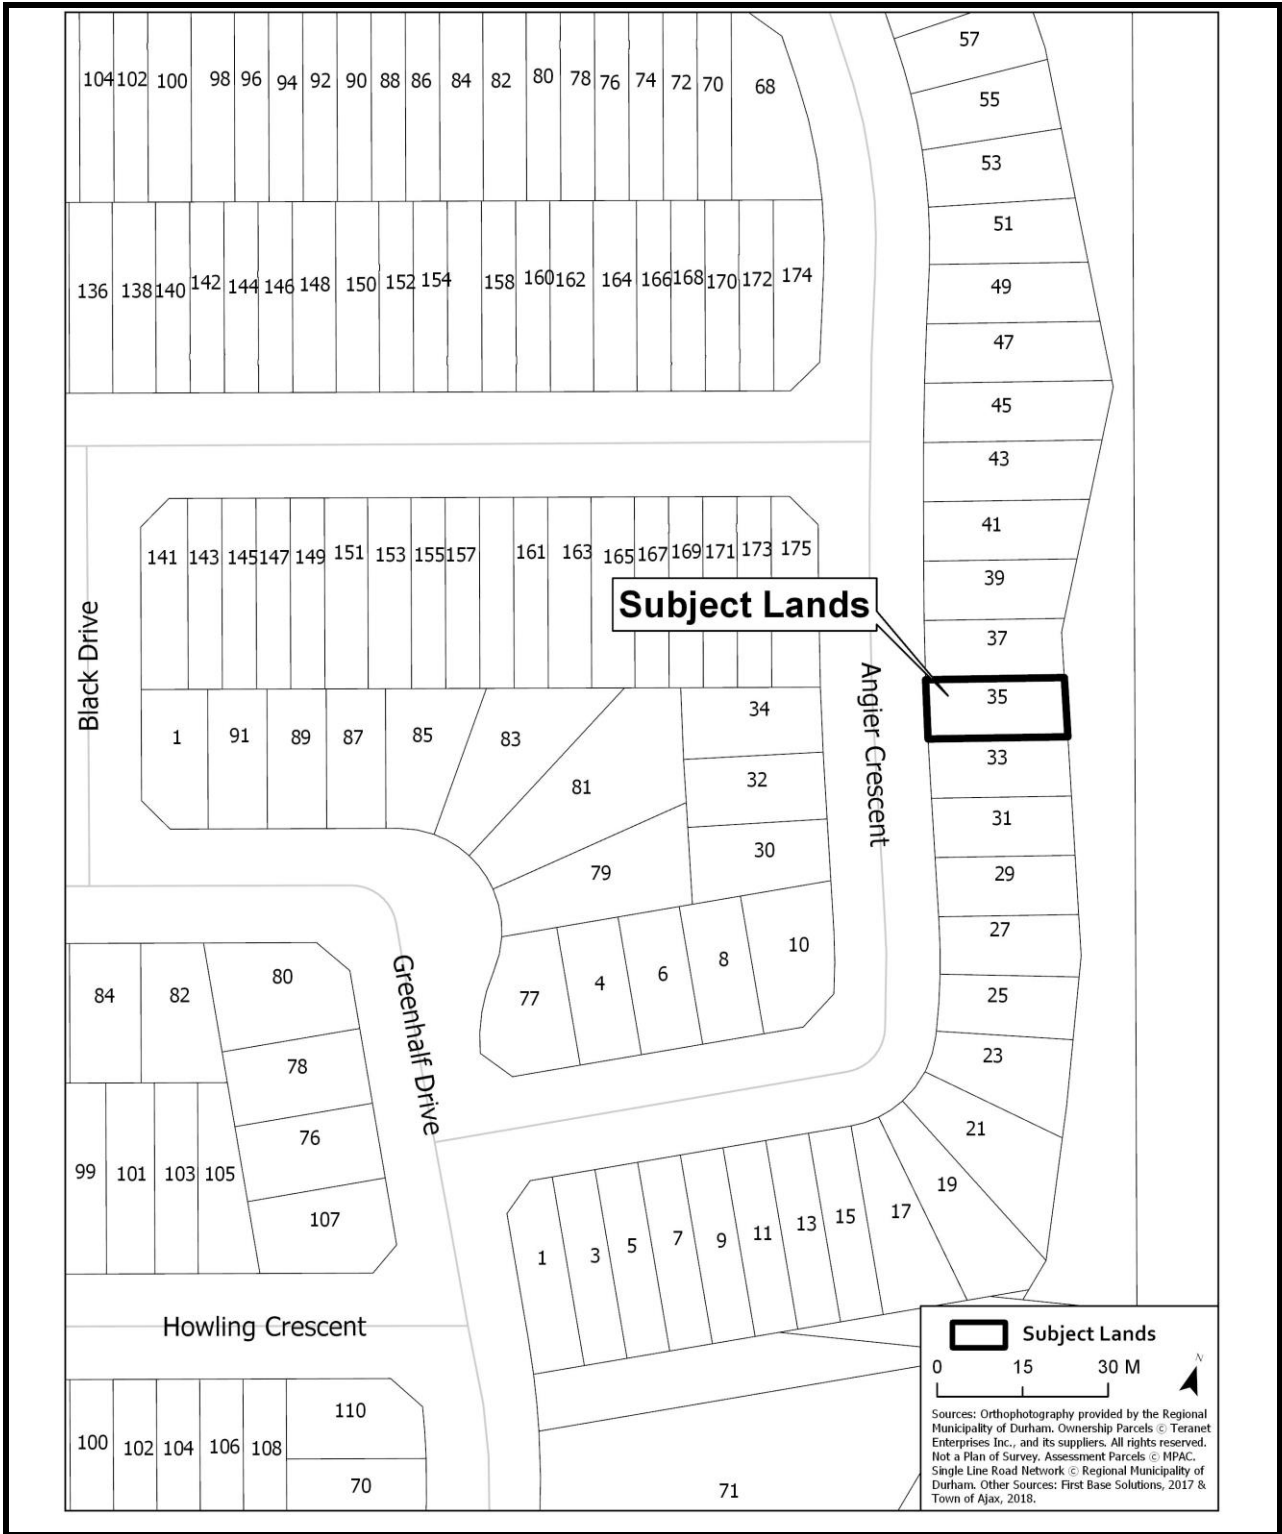 57
104 102 100 98 96 94 92 90 88 86 84 82 80 78 76 74 72 70 68
55
53
51
136 138 140 142 144 146 148 150 152 154 158 160 162 164 166 168 170 172 174
49
47
45
43
41
141 143 145 147 149 151 153 155 157 161 163 165 167 169 171 173 175
39
Subject Lands
37
Black Drive
Angier Crescent
35
1 91 89 87 85 83
34
33
81
32
31
79
30
29
27
10
8
6
4
77
25
84 82 80
Greenhalf Drive
23
78
21
76
99 101 103 105
19
107
17
1 3 5 7 9 11 13 15
Howling Crescent
110
100 102 104 106 108
70
71
Subject Lands
0 15 30 M
N
Sources: Orthophotography provided by the Regional
Municipality of Durham. Ownership Parcels © Teranet
Enterprises Inc., and its suppliers. All rights reserved.
Not a Plan of Survey. Assessment Parcels © MPAC.
Single Line Road Network © Regional Municipality of
Durham. Other Sources: First Base Solutions, 2017 &
Town of Ajax, 2018.